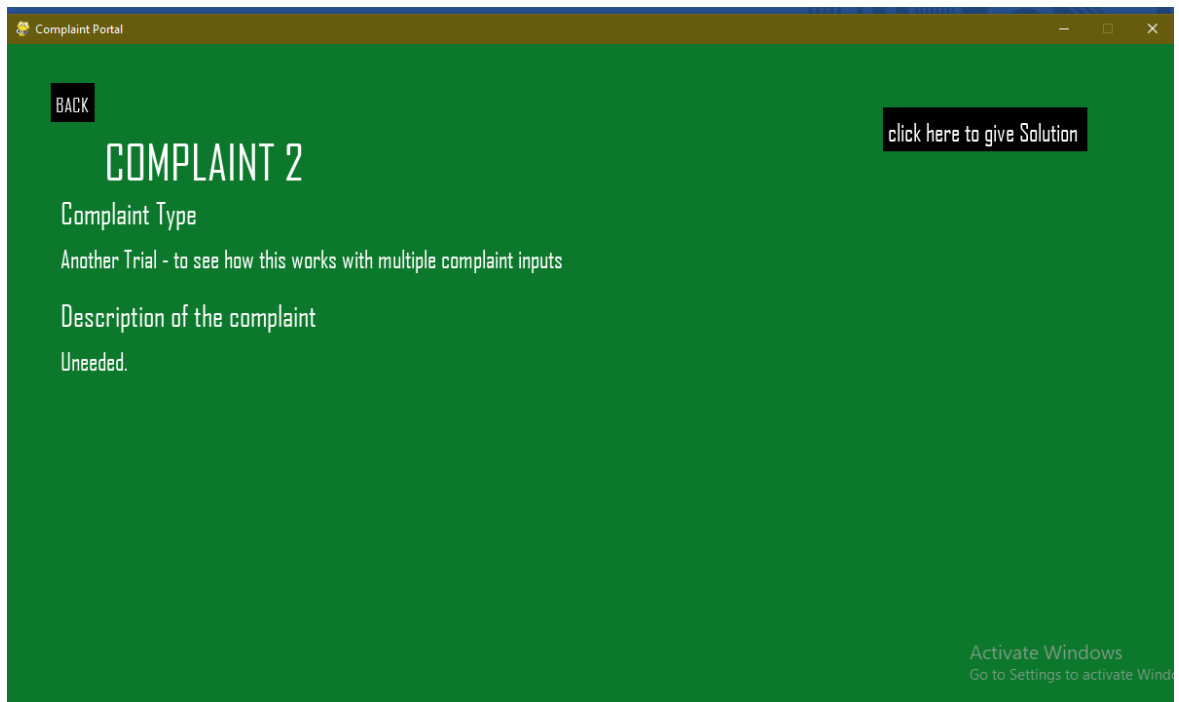 Complaint Portal
BACK
click here to give Solution
COMPLAINT 2
Complaint Type
Another Trial - to see how this works with multiple complaint inputs
Description of the complaint
Uneeded.
Activate Windows
Go to Settings to activate Wind